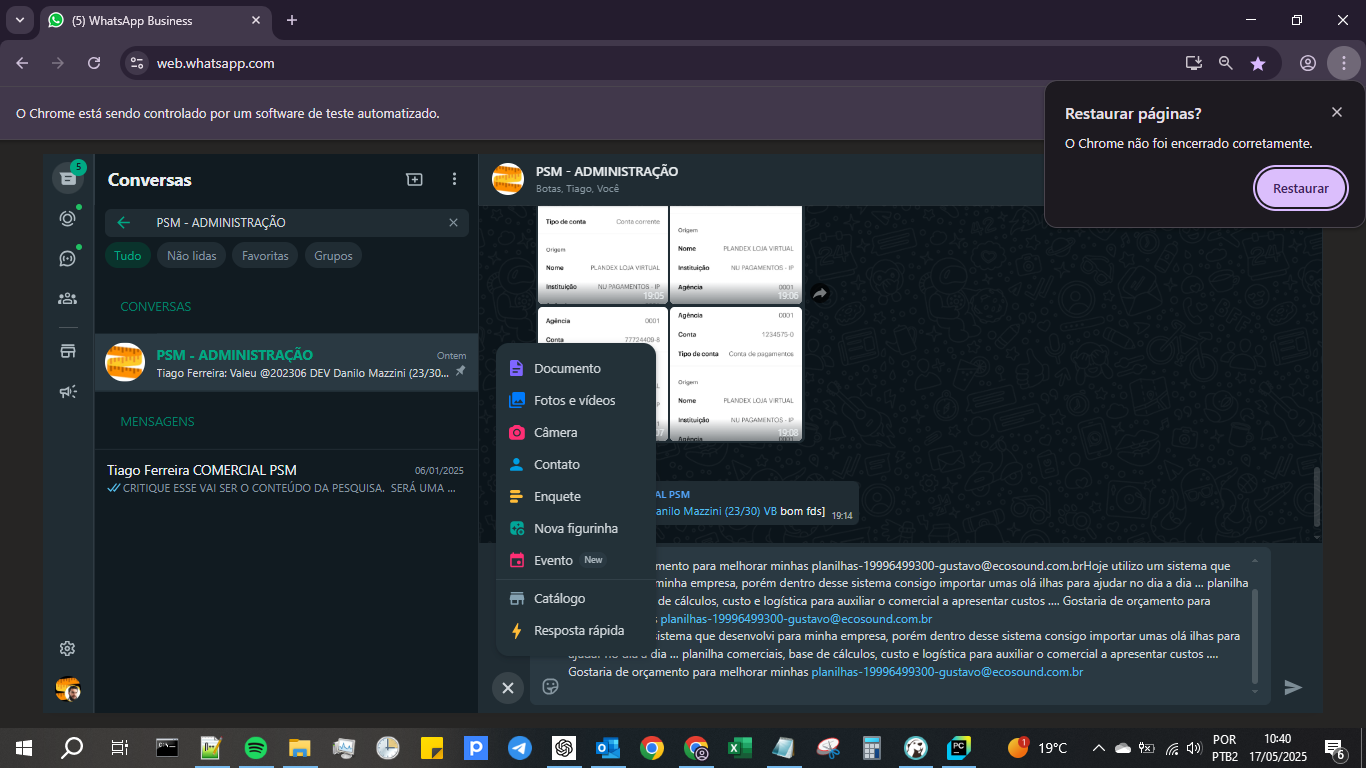 (5) WhatsApp Business
web.whatsapp.com
O Chrome está sendo controlado por um software de teste automatizado.
Restaurar páginas?
O Chrome não foi encerrado corretamente.
Restaurar
5
Conversas
PSM - ADMINISTRAÇÃO
Tudo
Não lidas
Favoritas
Grupos
CONVERSAS
PSM - ADMINISTRAÇÃO
Ontem
Tiago Ferreira: Valeu @202306 DEV Danilo Mazzini (23/30...
MENSAGENS
Tiago Ferreira COMERCIAL PSM
06/01/2025
CRITIQUE ESSE VAI SER O CONTEÚDO DA PESQUISA. SERÁ UMA ...
PSM - ADMINISTRAÇÃO
Botas, Tiago, Você
Tipo de conta Conta corrente
Origem
Nome PLANDEX LOJA VIRTUAL
Instituição NU PAGAMENTOS - IP
19:05
Origem
Nome PLANDEX LOJA VIRTUAL
Instituição NU PAGAMENTOS - IP
Agência 0001
19:06
Agência 0001
Conta 77724409-8
Agência 0001
Conta 1234575-0
Tipo de conta Conta de pagamentos
Origem
Nome PLANDEX LOJA VIRTUAL
Instituição NU PAGAMENTOS - IP
Agência 0001
19:08
Documento
Fotos e vídeos
Câmera
Contato
Enquete
Nova figurinha
Evento New
Catálogo
Resposta rápida
AL PSM
anilo Mazzini (23/30) VB bom fds]
19:14
mento para melhorar minhas planilhas-19996499300-gustavo@ecosound.com.brHoje utilizo um sistema que
minha empresa, porém dentro desse sistema consigo importar umas olá ilhas para ajudar no dia a dia ... planilha
de cálculos, custo e logística para auxiliar o comercial a apresentar custos .... Gostaria de orçamento para
s planilhas-19996499300-gustavo@ecosound.com.br
sistema que desenvolvi para minha empresa, porém dentro desse sistema consigo importar umas olá ilhas para
ajudar no dia a dia ... planilha comerciais, base de cálculos, custo e logística para auxiliar o comercial a apresentar custos ....
Gostaria de orçamento para melhorar minhas planilhas-19996499300-gustavo@ecosound.com.br
PC
1
19°C
POR
PTB2
10:40
17/05/2025
6